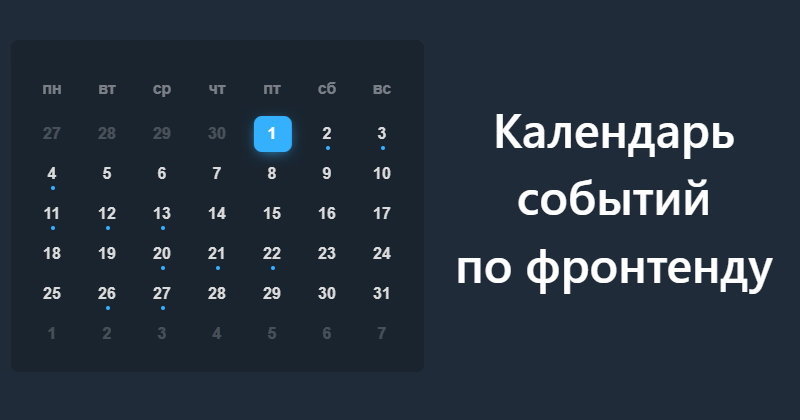 пн вт ср чт пт сб вс
27 28 29 30 1 2 3
4 5 6 7 8 9 10
11 12 13 14 15 16 17
18 19 20 21 22 23 24
25 26 27 28 29 30 31
1 2 3 4 5 6 7
Календарь
событий
по фронтенду